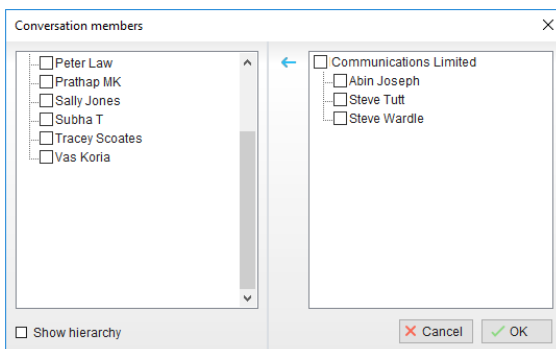 Conversation members
Peter Law
Prathap MK
Sally Jones
Subha T
Tracey Scoates
Vas Koria
Communications Limited
Abin Joseph
Steve Tutt
Steve Wardle
Show hierarchy
Cancel
OK